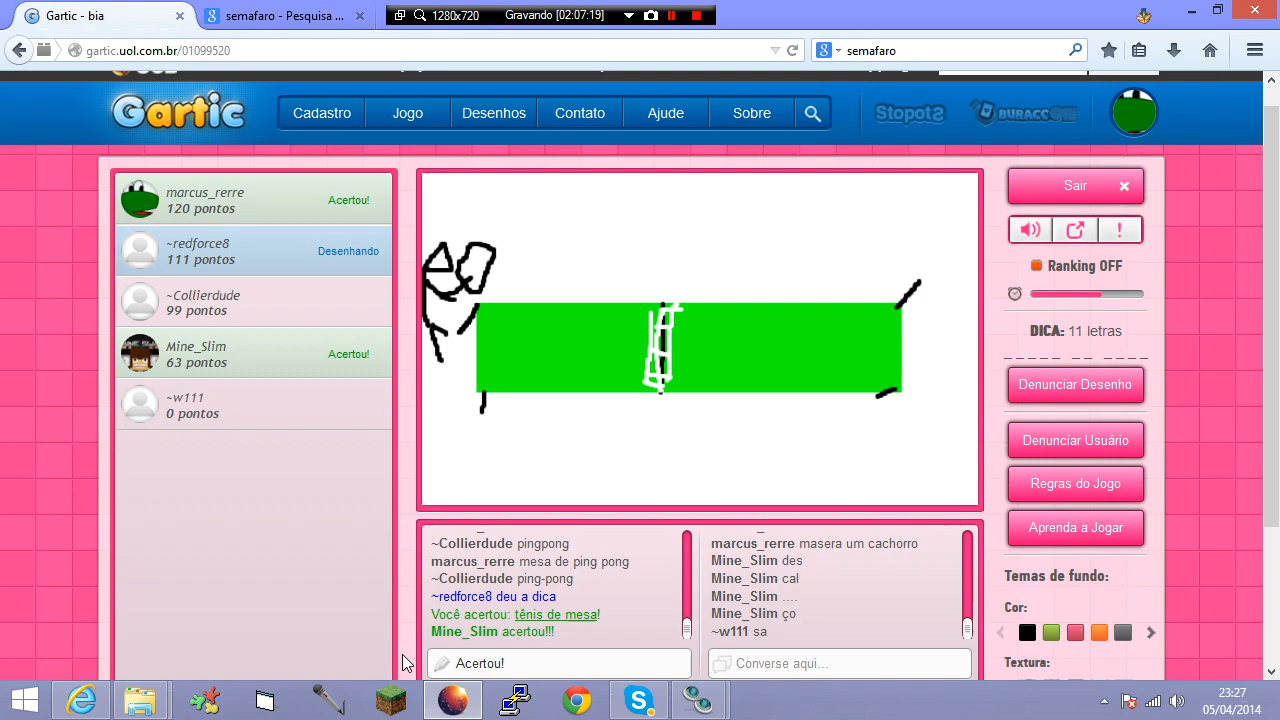 Gartic - bia
semafaro - Pesquisa ...
1280x720
Gravando [02:07:19]
gartic.uol.com.br/01099520
semafaro
Gartic
Cadastro
Jogo
Desenhos
Contato
Ajude
Sobre
StopotS
BURACOON
marcus_rerre
120 pontos
Acertou!
~redforce8
111 pontos
Desenhando
~Collierdude
99 pontos
Mine_Slim
63 pontos
Acertou!
~w111
0 pontos
Sair
Ranking OFF
DICA: 11 letras
_ _ _ _ _   _ _   _ _ _ _
Denunciar Desenho
Denunciar Usuário
Regras do Jogo
Aprenda a Jogar
Temas de fundo:
Cor:
Textura:
~Collierdude pingpong
marcus_rerre mesa de ping pong
~Collierdude ping-pong
~redforce8 deu a dica
Você acertou: tênis de mesa!
Mine_Slim acertou!!!
Acertou!
marcus_rerre masera um cachorro
Mine_Slim des
Mine_Slim cal
Mine_Slim ....
Mine_Slim ço
~w111 sa
Converse aqui...
23:27
05/04/2014